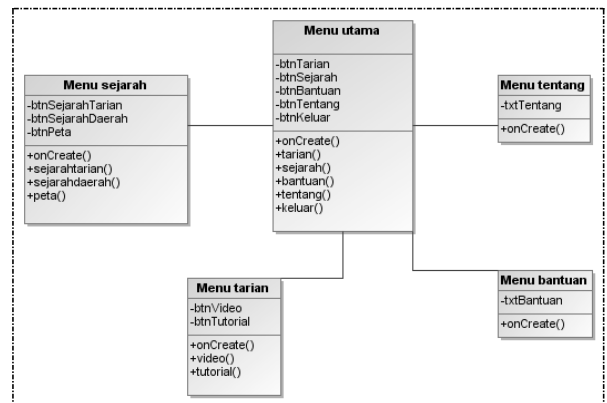 Menu utama
-btnTarian
-btnSejarah
-btnBantuan
-btnTentang
-btnKeluar
+onCreate()
+tarian()
+sejarah()
+bantuan()
+tentang()
+keluar()
Menu sejarah
-btnSejarahTarian
-btnSejarahDaerah
-btnPeta
+onCreate()
+sejarahtarian()
+sejarahdaerah()
+peta()
Menu tentang
-txtTentang
+onCreate()
Menu tarian
-btnVideo
-btnTutorial
+onCreate()
+video()
+tutorial()
Menu bantuan
-txtBantuan
+onCreate()